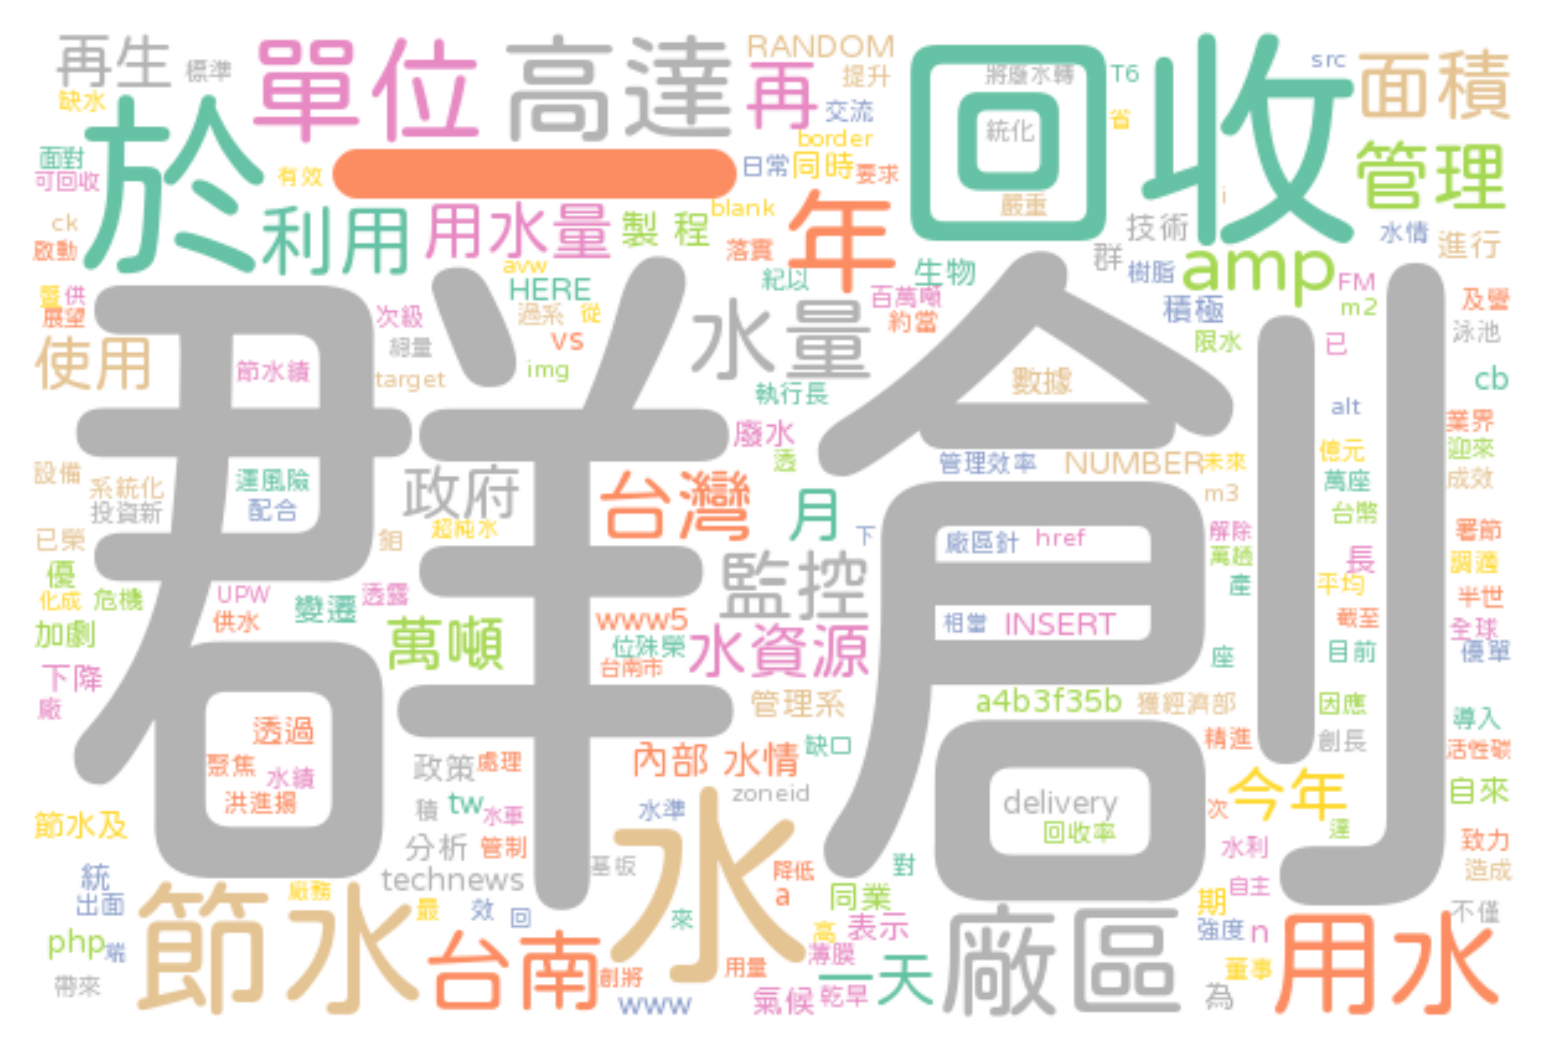 再生
標準
單位
高達
RANDOM
提升
再
交流
將廢水轉
T6
src
面積
缺水
於
一
border
統化
回收
省
管理
面對
可回收
有效
日常
同時
要求
嚴重
i
ck
啟動
利用
用水量
製 程
blank
落實
年
技術
水情
進行
avw
HERE
紀以
生物
群
樹脂
amp
FM
m2
供
展望
次級
過系
從
水量
百萬噸
約當
積極
及鹽
使用
節水績
絕量
vs
限水
已
泳池
target
img
執行長
數據
cb
alt
群創
廢水
業界
設備
系統化
投資新
運風險
配合
政府
透
管理效率
NUMBER
未來
億元
迎來
台灣
月
m3
萬座
成效
台幣
已榮
鉬
超純水
下
廠區針
href
解除
萬趟
長
署節
優
監控
產
平均
調適
化成
危機
UPW
供水
變遷
透露
www5
相當
INSERT
截至
半世
加劇
萬噸
位殊榮
台南市
水資源
座
目前
全球
優單
下降
廠
管理系
a4b3f35b
獲經濟部
因應
導入
透過
聚焦
水績
洪進揚
政策
處理
內部
水情
缺口
精進
創長
活性碳
積
tw
水重
水準
zoneid
delivery
回收率
次
今年
自來
節水及
分析
管制
水
達
致力
technews
基板
降低
對
水利
造成
統
出面
廠務
最
效
回
來
a
同業
自主
期
不僅
php
端
節水
台南
高
表示
薄膜
廠區
強度
n
用水
帶來
創將
www
用量
一天
氣候
乾旱
董事
為